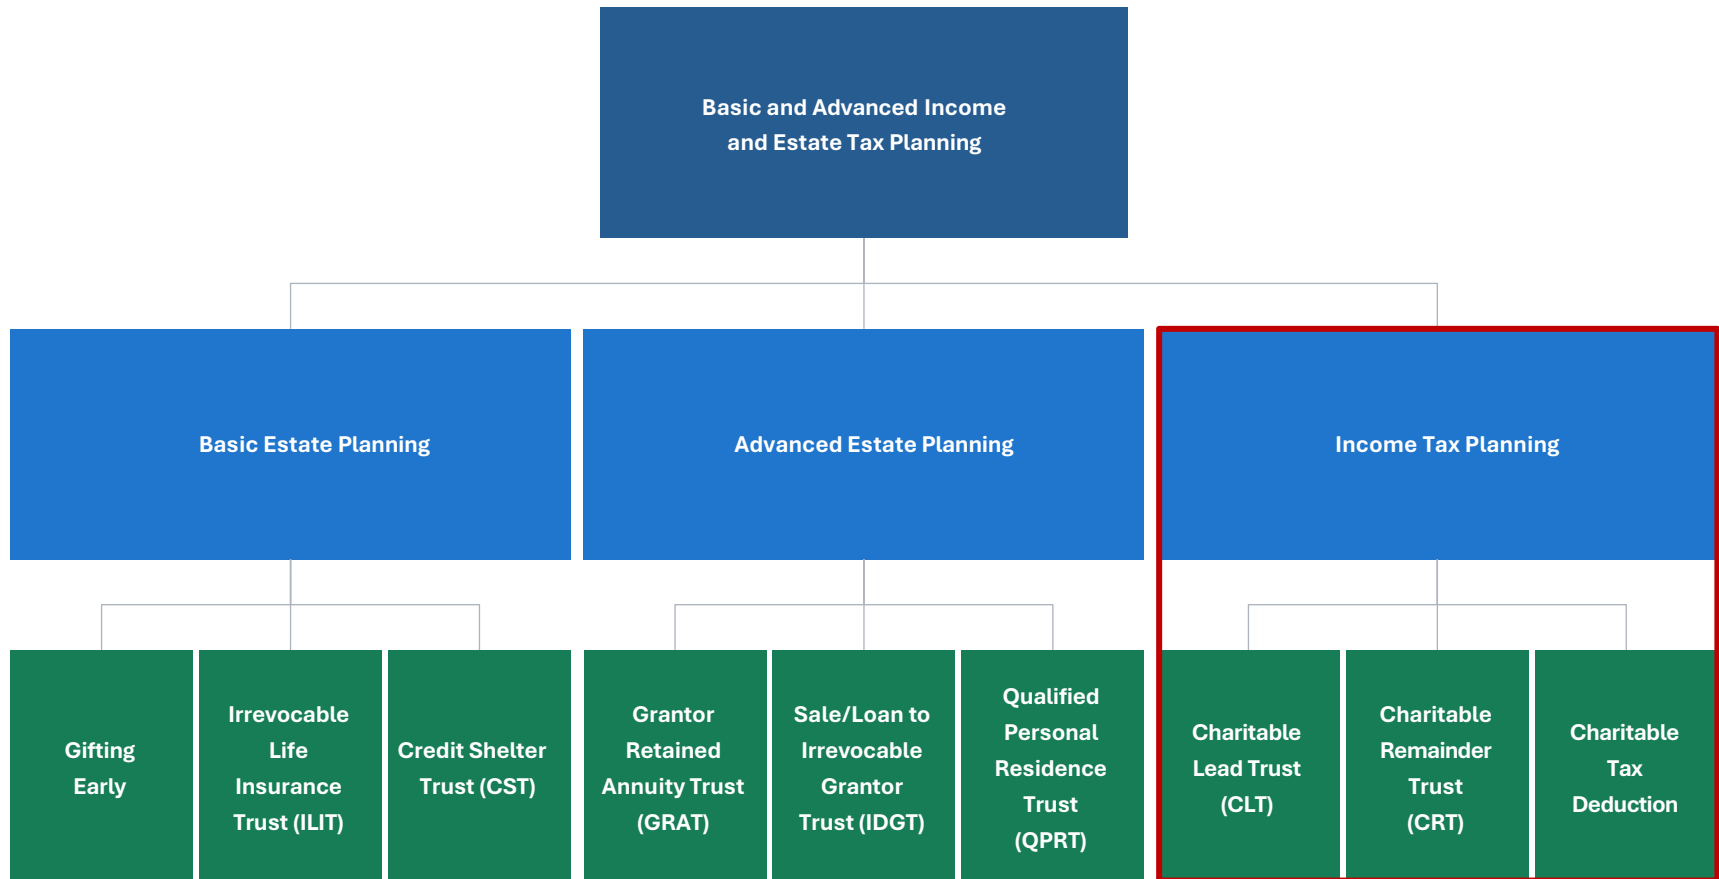 Basic and Advanced Income
and Estate Tax Planning
Basic Estate Planning
Advanced Estate Planning
Income Tax Planning
Gifting
Early
Irrevocable
Life
Insurance
Trust (ILIT)
Credit Shelter
Trust (CST)
Grantor
Retained
Annuity Trust
(GRAT)
Sale/Loan to
Irrevocable
Grantor
Trust (IDGT)
Qualified
Personal
Residence
Trust
(QPRT)
Charitable
Lead Trust
(CLT)
Charitable
Remainder
Trust
(CRT)
Charitable
Tax
Deduction